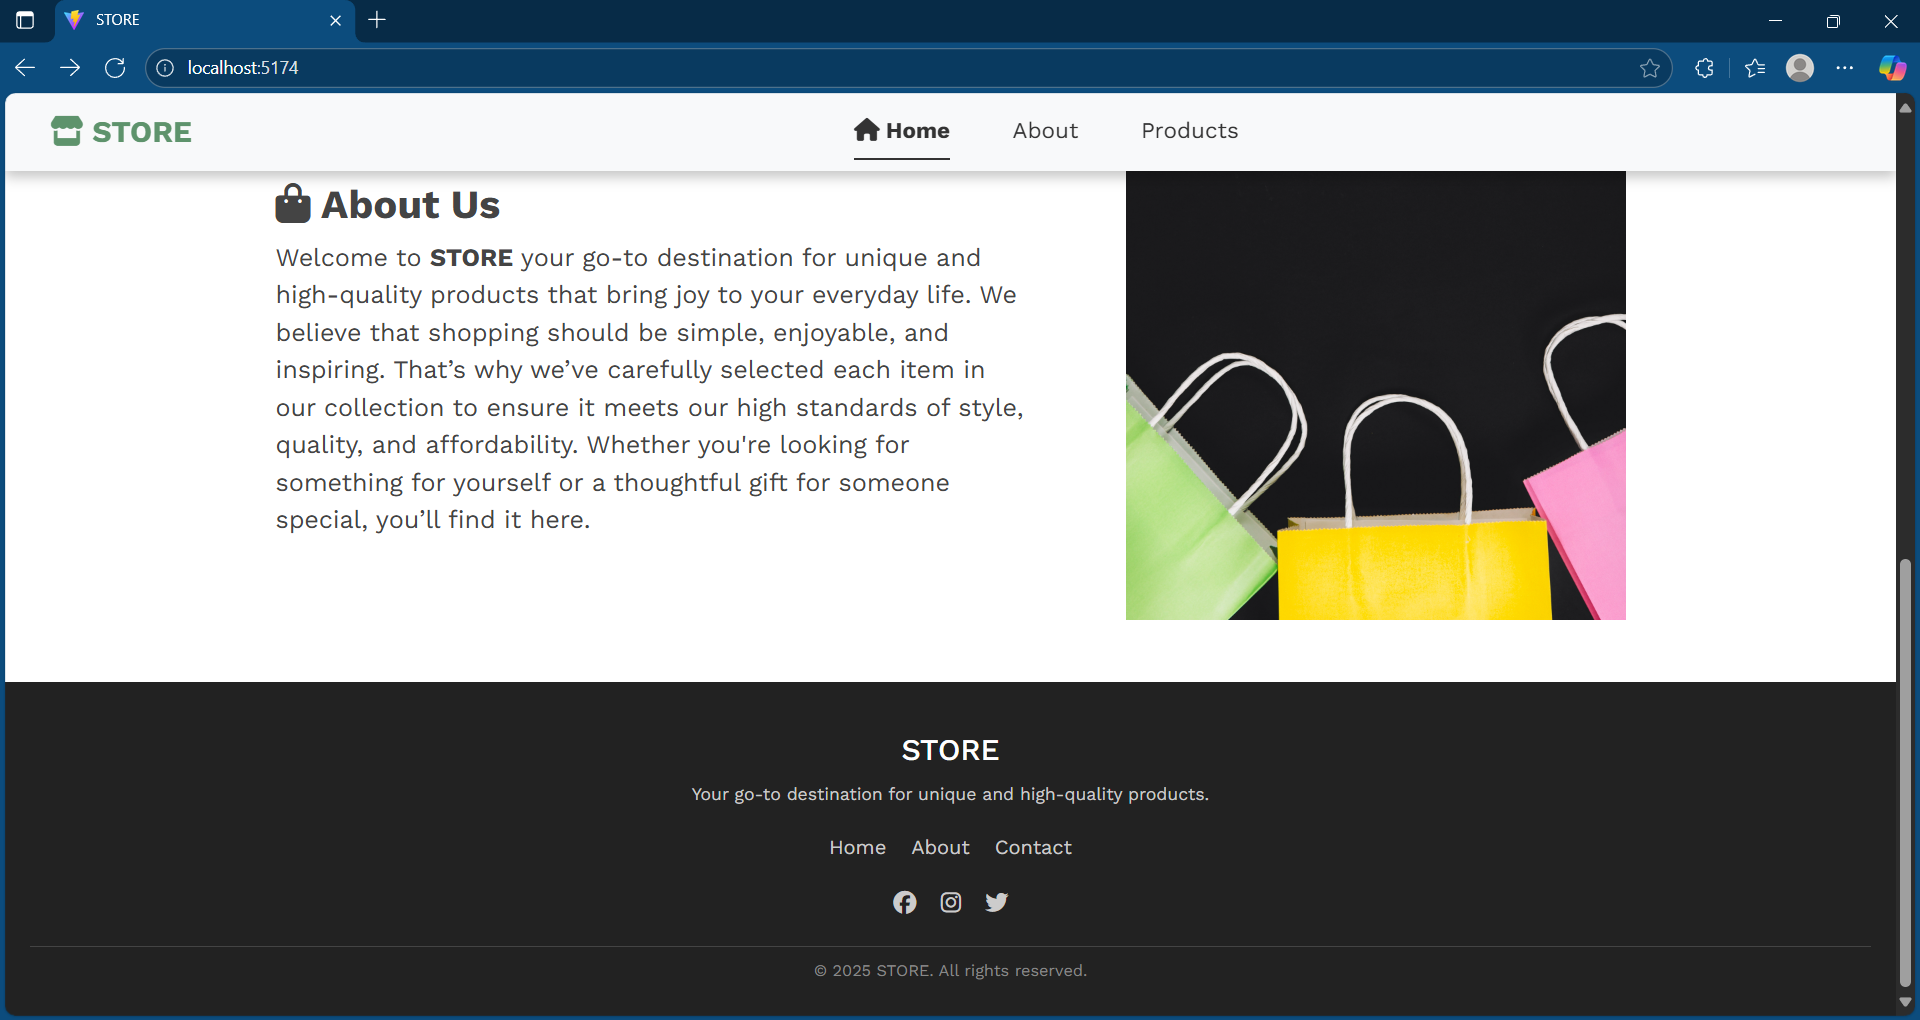 STORE
localhost:5174
STORE
Home About Products
About Us
Welcome to STORE your go-to destination for unique and
high-quality products that bring joy to your everyday life. We
believe that shopping should be simple, enjoyable, and
inspiring. That’s why we’ve carefully selected each item in
our collection to ensure it meets our high standards of style,
quality, and affordability. Whether you're looking for
something for yourself or a thoughtful gift for someone
special, you’ll find it here.
STORE
Your go-to destination for unique and high-quality products.
Home About Contact
© 2025 STORE. All rights reserved.